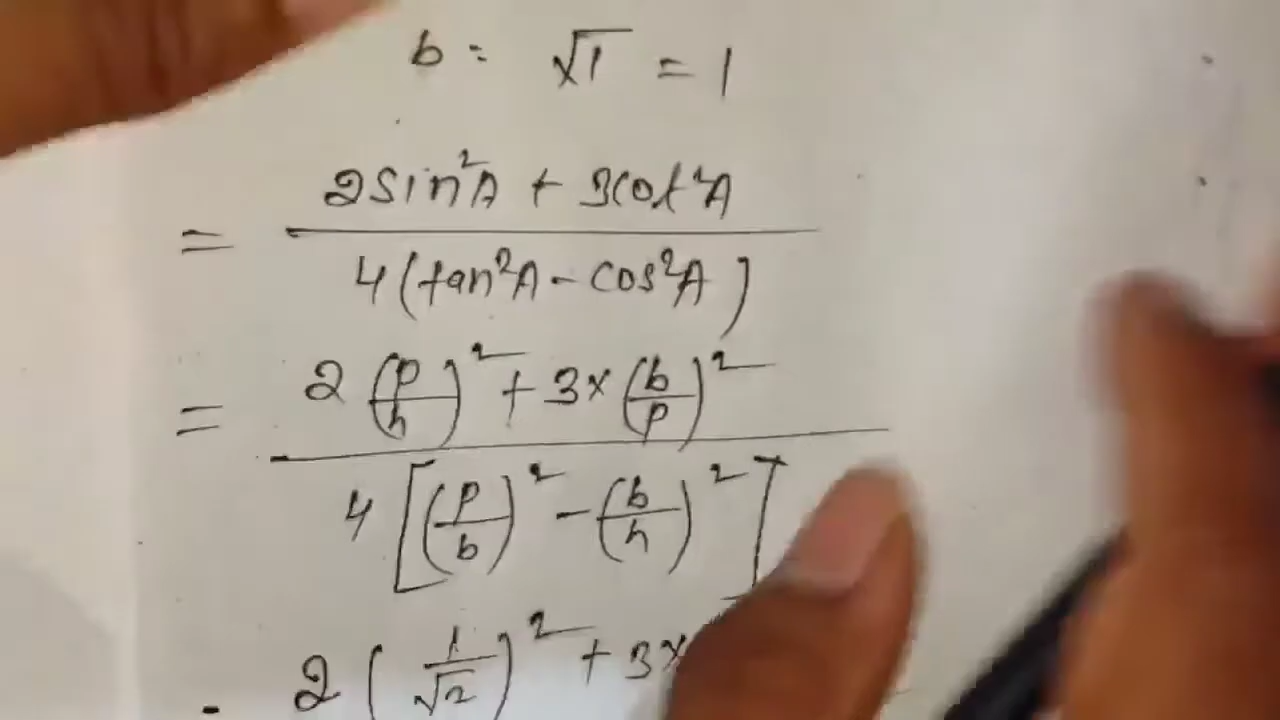 b = √1 = 1
= 2sin²A + 3cot²A
4(tan²A - cos²A)
= 2 (p/h)² + 3 × (b/p)²
4 [(p/b)² - (b/h)²]
= 2 (1/√2)² + 3 ×